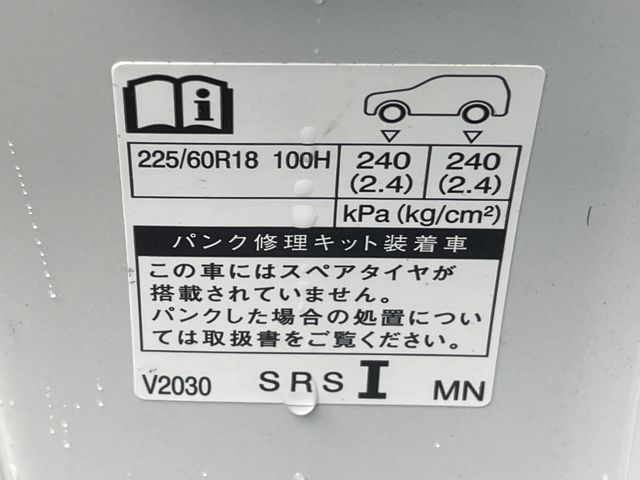 i
225/60R18 100H 240 240
(2.4) (2.4)
kPa (kg/cm²)
パンク修理キット装着車
この車にはスペアタイヤが
搭載されていません。
パンクした場合の処置につい
ては取扱書をご覧ください。
V2030 SRS I MN